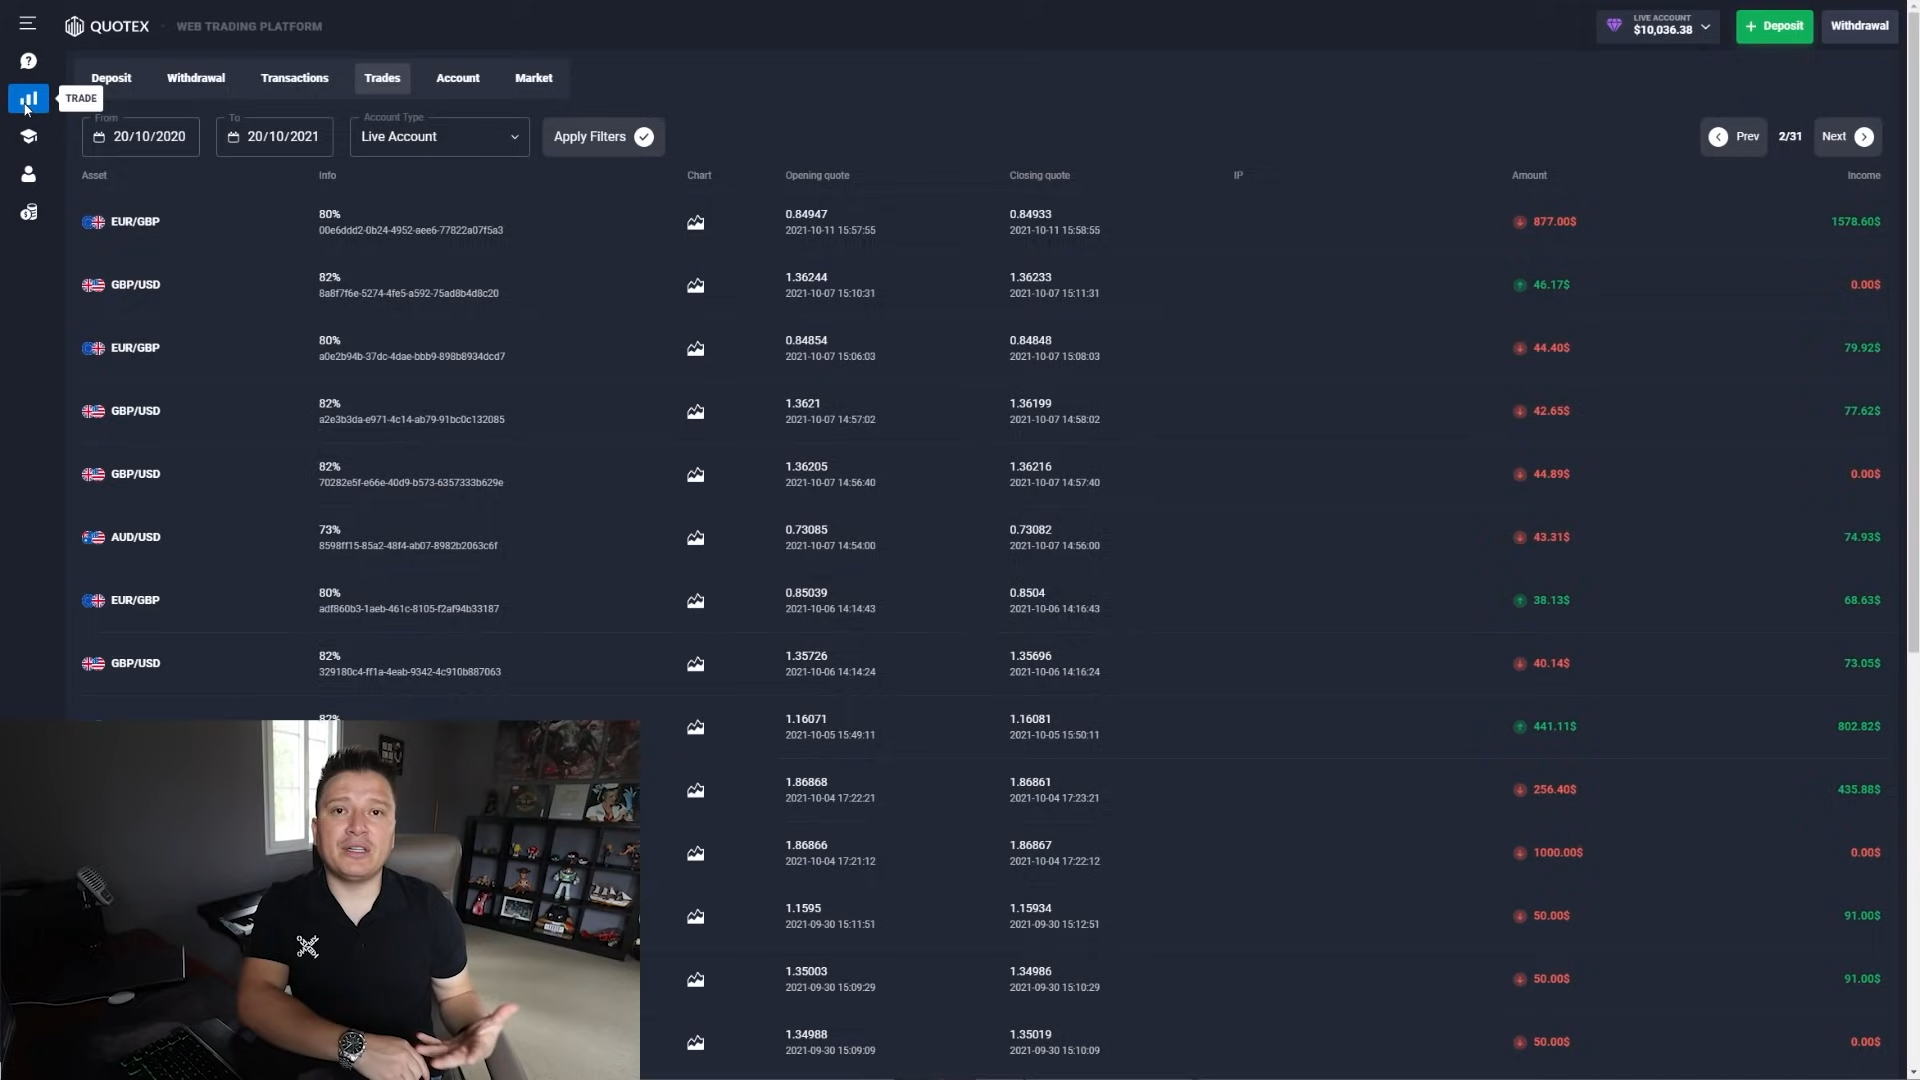 QUOTEX
WEB TRADING PLATFORM
LIVE ACCOUNT
$10,036.38
+ Deposit
Withdrawal
Deposit
Withdrawal
Transactions
Trades
Account
Market
TRADE
From
20/10/2020
To
20/10/2021
Account Type
Live Account
Apply Filters
Prev
2/31
Next
Asset
Info
Chart
Opening quote
Closing quote
IP
Amount
Income
EUR/GBP
80%
00e6ddd2-0b24-4952-aee6-77822a07f5a3
0.84947
2021-10-11 15:57:55
0.84933
2021-10-11 15:58:55
877.00$
1578.60$
GBP/USD
82%
8a8f7f6e-5274-4fe5-a592-75ad8b4d8c20
1.36244
2021-10-07 15:10:31
1.36233
2021-10-07 15:11:31
46.17$
0.00$
EUR/GBP
80%
a0e2b94b-37dc-4dae-bbb9-898b8934dcd7
0.84854
2021-10-07 15:06:03
0.84848
2021-10-07 15:08:03
44.40$
79.92$
GBP/USD
82%
a2e3b3da-e971-4c14-ab79-91bc0c132085
1.3621
2021-10-07 14:57:02
1.36199
2021-10-07 14:58:02
42.65$
77.62$
GBP/USD
82%
70282e5f-e66e-40d9-b573-6357333b629e
1.36205
2021-10-07 14:56:40
1.36216
2021-10-07 14:57:40
44.89$
0.00$
AUD/USD
73%
8598ff15-85a2-48f4-ab07-8982b2063c6f
0.73085
2021-10-07 14:54:00
0.73082
2021-10-07 14:56:00
43.31$
74.93$
EUR/GBP
80%
adf860b3-1aeb-461c-8105-f2af94b33187
0.85039
2021-10-06 14:14:43
0.8504
2021-10-06 14:16:43
38.13$
68.63$
GBP/USD
82%
329180c4-ff1a-4eab-9342-4c910b887063
1.35726
2021-10-06 14:14:24
1.35696
2021-10-06 14:16:24
40.14$
73.05$
82%
1.16071
2021-10-05 15:49:11
1.16081
2021-10-05 15:50:11
441.11$
802.82$
1.86868
2021-10-04 17:22:21
1.86861
2021-10-04 17:23:21
256.40$
435.88$
1.86866
2021-10-04 17:21:12
1.86867
2021-10-04 17:22:12
1000.00$
0.00$
1.1595
2021-09-30 15:11:51
1.15934
2021-09-30 15:12:51
50.00$
91.00$
1.35003
2021-09-30 15:09:29
1.34986
2021-09-30 15:10:29
50.00$
91.00$
1.34988
2021-09-30 15:09:09
1.35019
2021-09-30 15:10:09
50.00$
0.00$